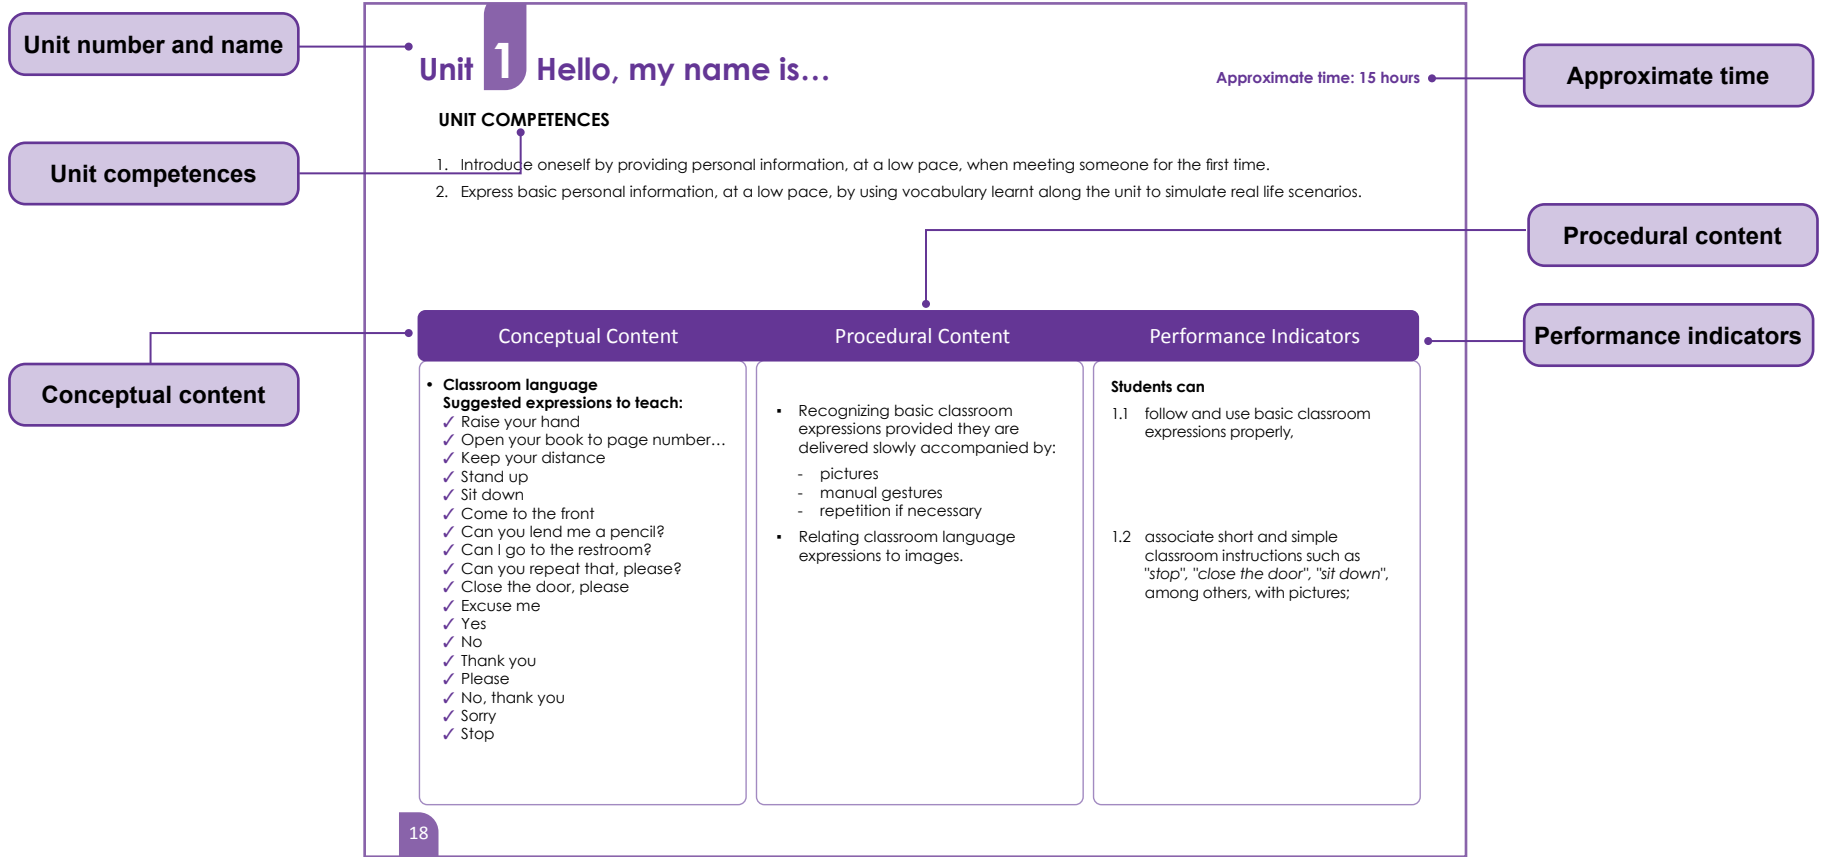 Unit number and name
Unit 1 Hello, my name is...
Approximate time: 15 hours
Approximate time
UNIT COMPETENCES
Unit competences
1. Introduce oneself by providing personal information, at a low pace, when meeting someone for the first time.
2. Express basic personal information, at a low pace, by using vocabulary learnt along the unit to simulate real life scenarios.
Procedural content
Performance indicators
Conceptual content
Conceptual Content
Procedural Content
Performance Indicators
• Classroom language
Suggested expressions to teach:
✓ Raise your hand
✓ Open your book to page number...
✓ Keep your distance
✓ Stand up
✓ Sit down
✓ Come to the front
✓ Can you lend me a pencil?
✓ Can I go to the restroom?
✓ Can you repeat that, please?
✓ Close the door, please
✓ Excuse me
✓ Yes
✓ No
✓ Thank you
✓ Please
✓ No, thank you
✓ Sorry
✓ Stop
▪ Recognizing basic classroom
expressions provided they are
delivered slowly accompanied by:
- pictures
- manual gestures
- repetition if necessary
▪ Relating classroom language
expressions to images.
Students can
1.1 follow and use basic classroom
expressions properly,
1.2 associate short and simple
classroom instructions such as
"stop", "close the door", "sit down",
among others, with pictures;
18